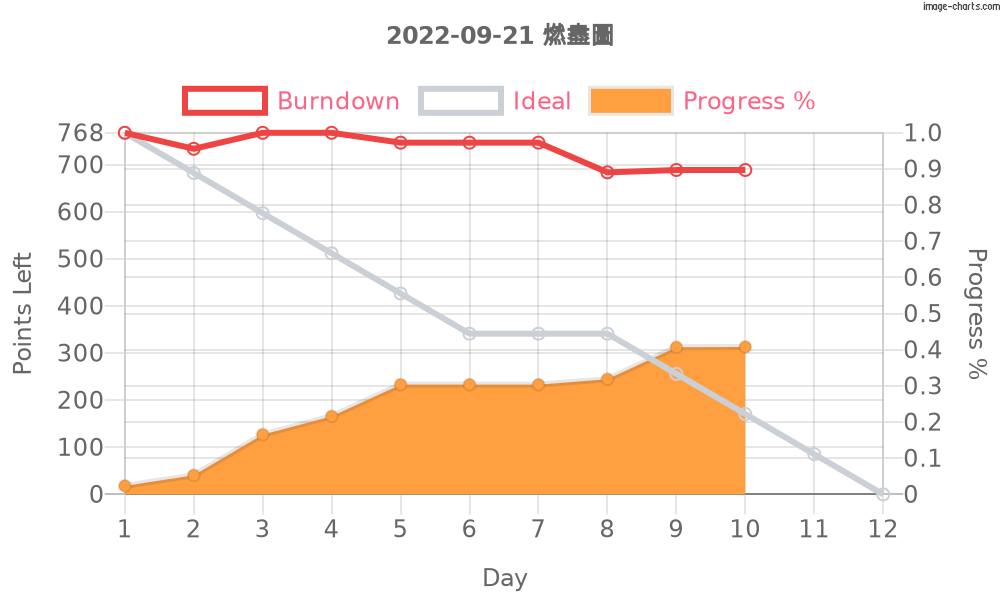 image-charts.com
2022-09-21 燃盡圖
Burndown Ideal Progress %
768 1.0
700 0.9
600 0.8
500 0.7
400 0.6
300 0.5
200 0.4
100 0.3
0 0.2
0.1
0
Points Left
Progress %
1 2 3 4 5 6 7 8 9 10 11 12
Day